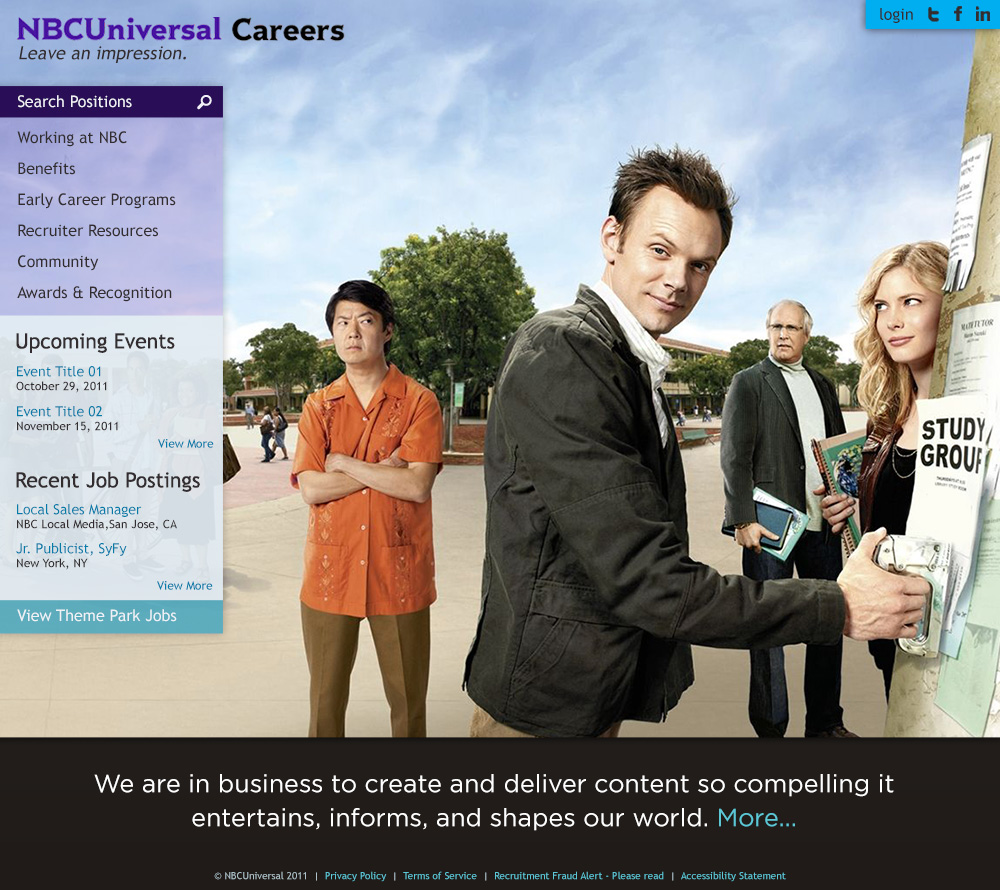 NBCUniversal Careers
Leave an impression.
login
Search Positions
Working at NBC
Benefits
Early Career Programs
Recruiter Resources
Community
Awards & Recognition
Upcoming Events
Event Title 01
October 29, 2011
Event Title 02
November 15, 2011
View More
Recent Job Postings
Local Sales Manager
NBC Local Media,San Jose, CA
Jr. Publicist, SyFy
New York, NY
View More
View Theme Park Jobs
MATH TUTOR
STUDY
GROUP
We are in business to create and deliver content so compelling it
entertains, informs, and shapes our world. More...
© NBCUniversal 2011 | Privacy Policy | Terms of Service | Recruitment Fraud Alert - Please read | Accessibility Statement